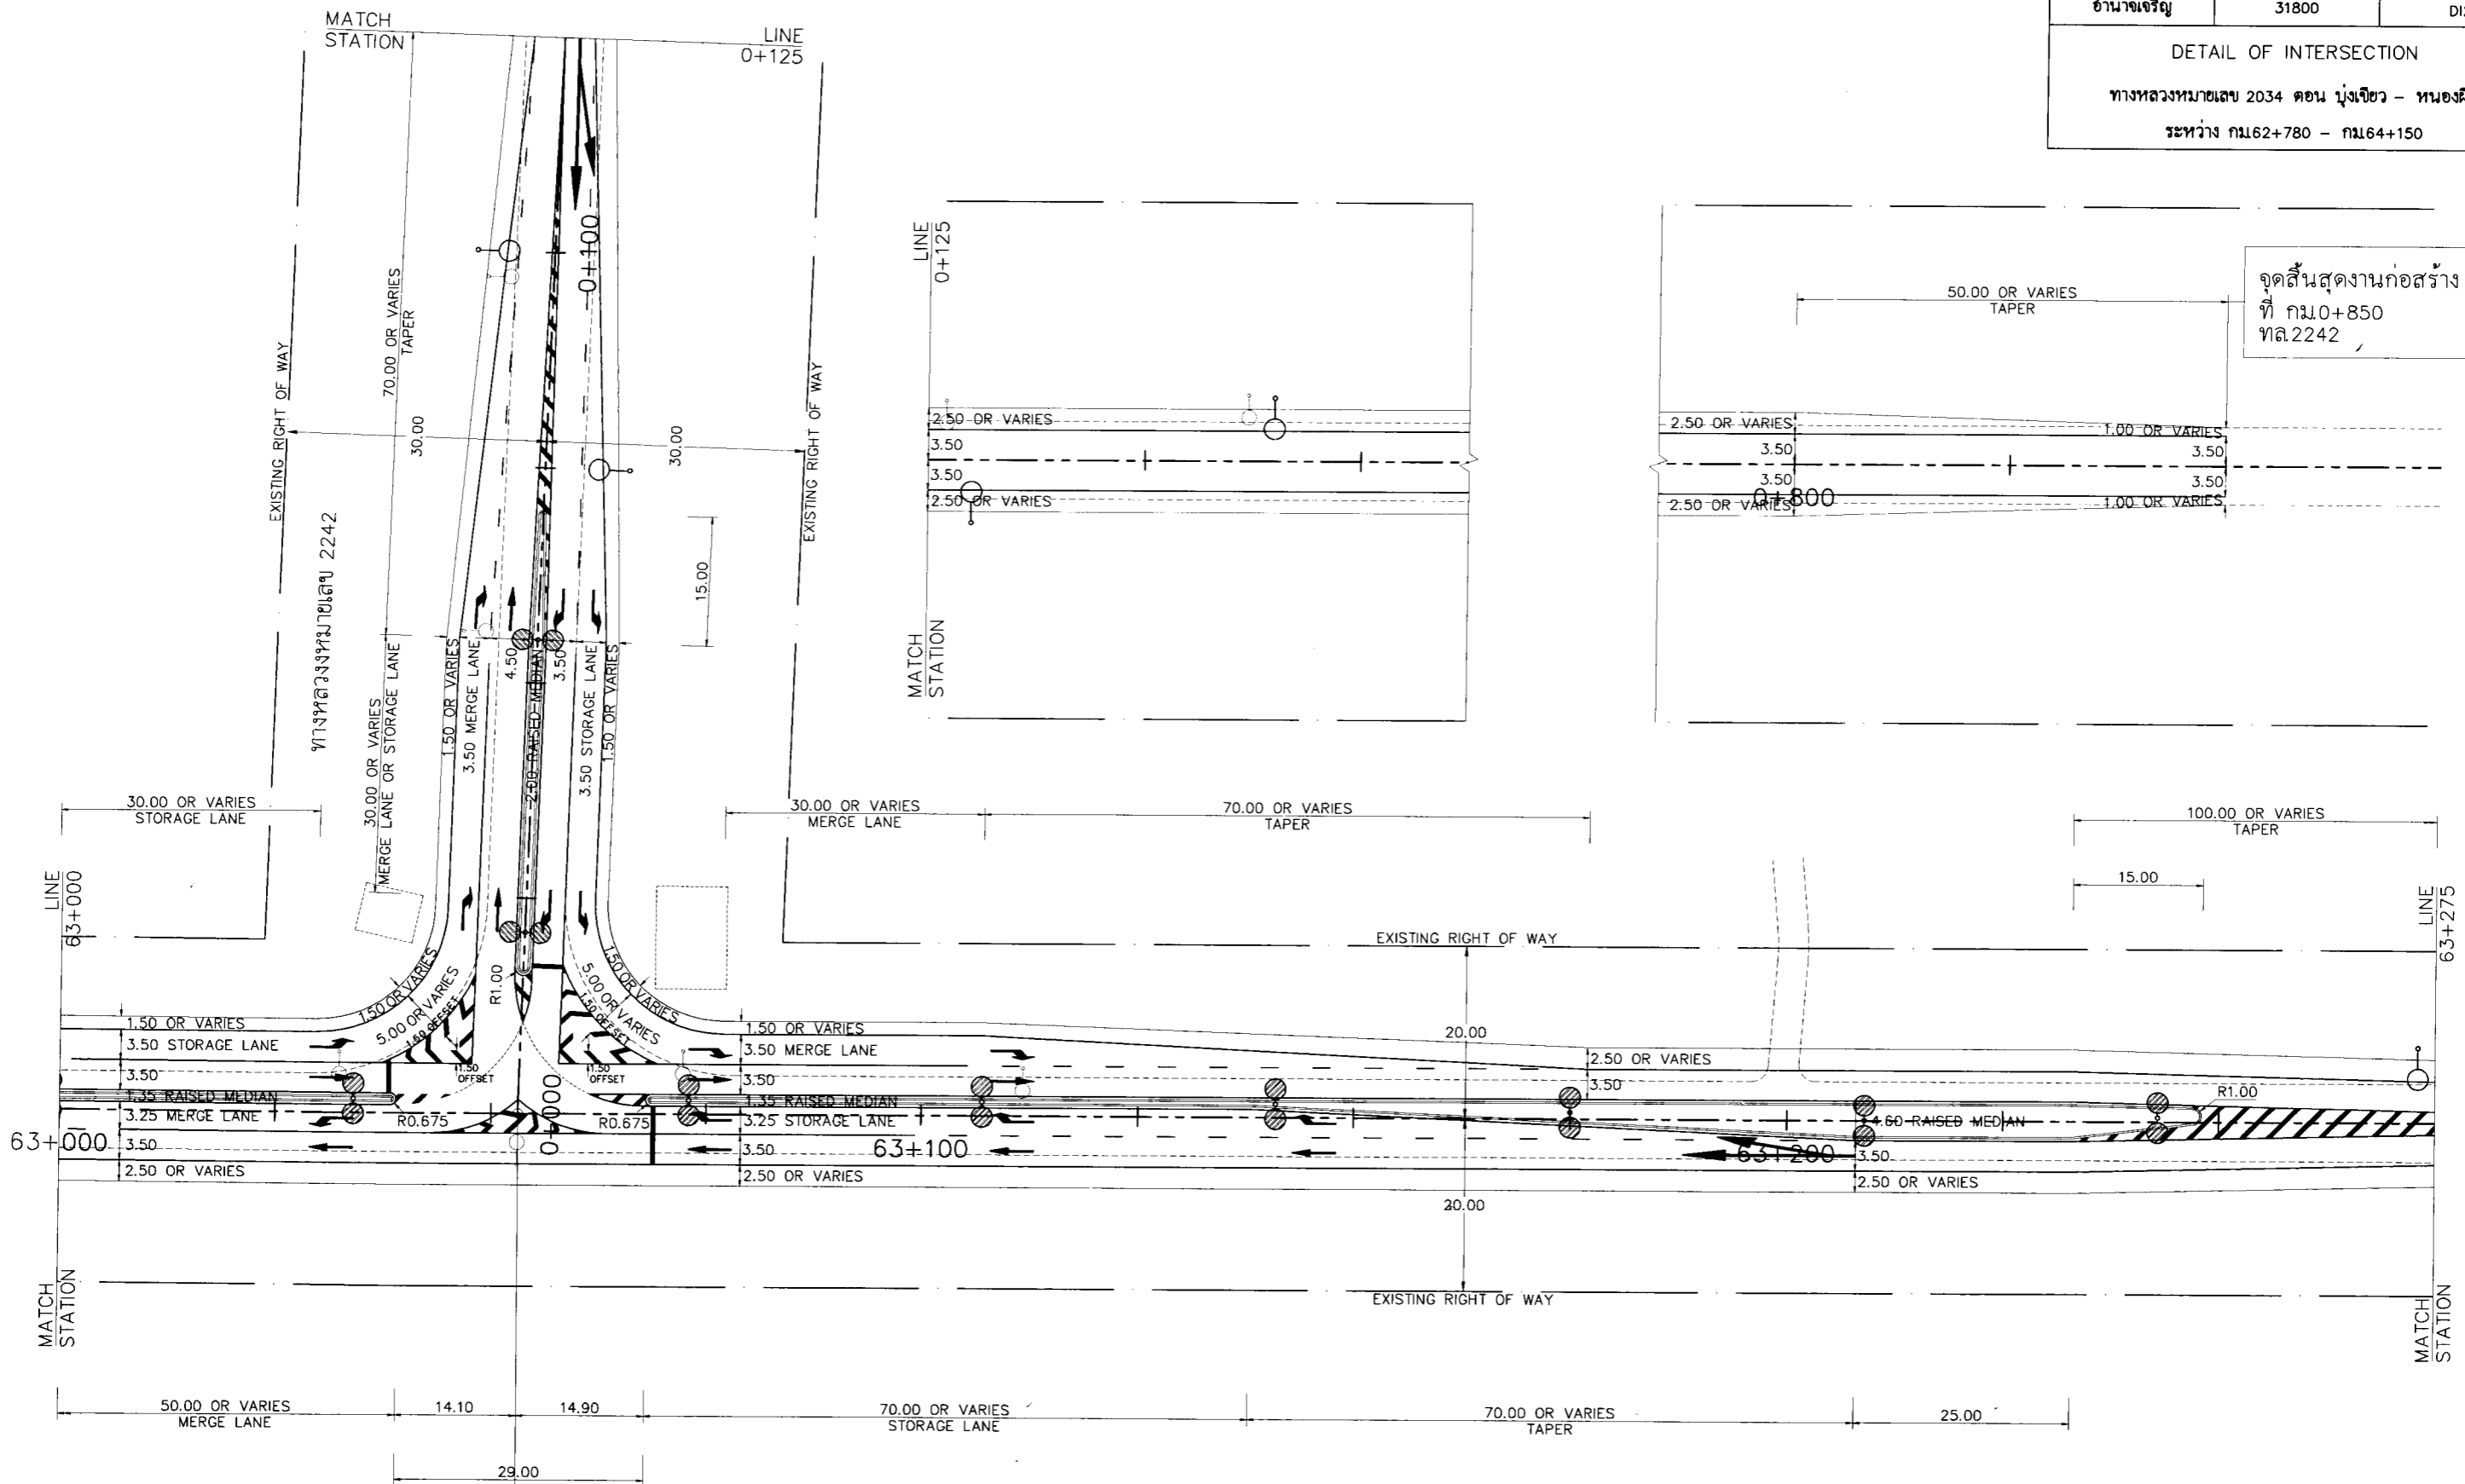 อำนาจเจริญ
31800
DETAIL OF INTERSECTION
ทางหลวงหมายเลข 2034 ตอน บุ่งเขียว –
ระหว่าง กม.62+780 – กม.64+150
MATCH
STATION
LINE
0+125
LINE
0+125
MATCH
STATION
จุดสิ้นสุดงานก่อสร้าง
ที่ กม.0+850
ทล.2242
50.00 OR VARIES
TAPER
70.00 OR VARIES
TAPER
EXISTING RIGHT OF WAY
30.00
30.00
EXISTING RIGHT OF WAY
0+100
15.00
ทางหลวงหมายเลข 2242
2.50 OR VARIES
3.50
3.50
2.50 OR VARIES
2.50 OR VARIES
3.50
3.50
2.50 OR VARIES
0+800
1.00 OR VARIES
3.50
3.50
1.00 OR VARIES
30.00 OR VARIES
MERGE LANE OR STORAGE LANE
1.50 OR VARIES
3.50 MERGE LANE
4.50
2.00 RAISED MEDIAN
3.50
3.50 STORAGE LANE
1.50 OR VARIES
30.00 OR VARIES
STORAGE LANE
30.00 OR VARIES
MERGE LANE
70.00 OR VARIES
TAPER
100.00 OR VARIES
TAPER
15.00
LINE
63+000
LINE
63+275
EXISTING RIGHT OF WAY
1.50 OR VARIES
5.00 OR VARIES
1.50 OFFSET
R1.00
1.50 OR VARIES
5.00 OR VARIES
1.50 OFFSET
1.50 OR VARIES
3.50 STORAGE LANE
3.50
1.35 RAISED MEDIAN
3.25 MERGE LANE
3.50
2.50 OR VARIES
63+000
1.50
OFFSET
1.50
OFFSET
R0.675
0+000
R0.675
1.50 OR VARIES
3.50 MERGE LANE
3.50
1.35 RAISED MEDIAN
3.25 STORAGE LANE
3.50
2.50 OR VARIES
63+100
20.00
2.50 OR VARIES
3.50
4.60 RAISED MEDIAN
R1.00
63+200
3.50
2.50 OR VARIES
20.00
EXISTING RIGHT OF WAY
MATCH
STATION
MATCH
STATION
50.00 OR VARIES
MERGE LANE
14.10
14.90
70.00 OR VARIES
STORAGE LANE
70.00 OR VARIES
TAPER
25.00
29.00